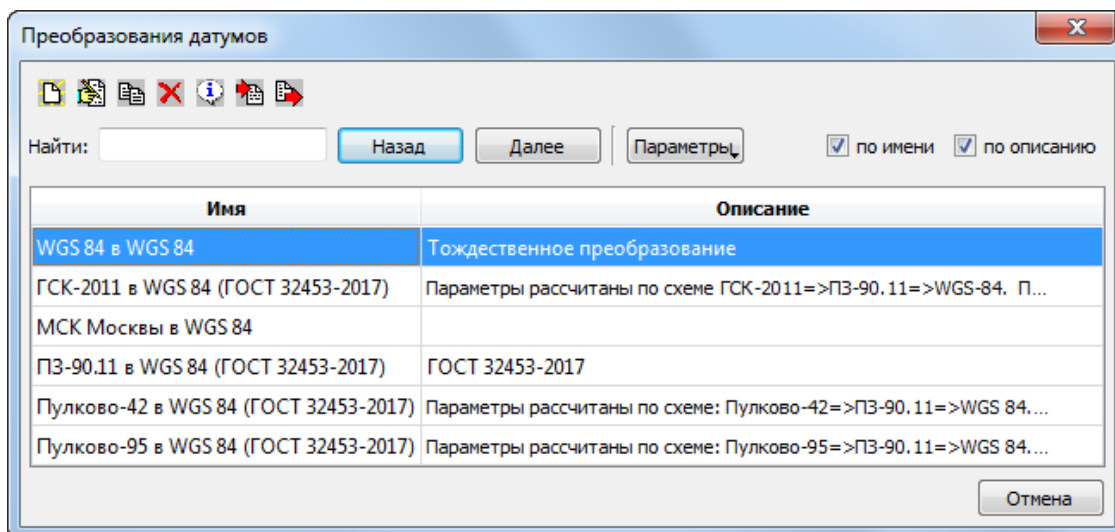 Преобразования датумов
Найти: Назад Далее Параметры по имени по описанию
Имя Описание
WGS 84 в WGS 84 Тождественное преобразование
ГСК-2011 в WGS 84 (ГОСТ 32453-2017) Параметры рассчитаны по схеме ГСК-2011=>ПЗ-90.11=>WGS-84. П...
МСК Москвы в WGS 84
ПЗ-90.11 в WGS 84 (ГОСТ 32453-2017) ГОСТ 32453-2017
Пулково-42 в WGS 84 (ГОСТ 32453-2017) Параметры рассчитаны по схеме: Пулково-42=>ПЗ-90.11=>WGS 84....
Пулково-95 в WGS 84 (ГОСТ 32453-2017) Параметры рассчитаны по схеме: Пулково-95=>ПЗ-90.11=>WGS 84....
Отмена